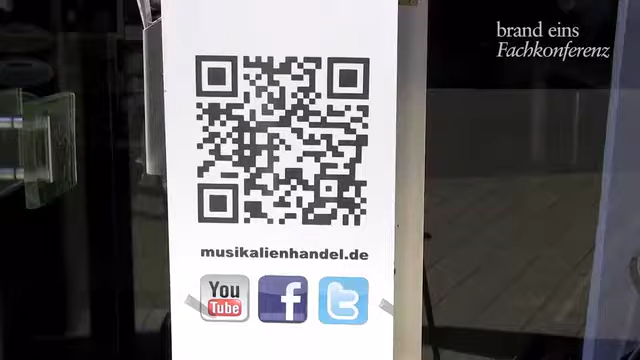 brand eins
Fachkonferenz
musikalienhandel.de
You
Tube
f
t